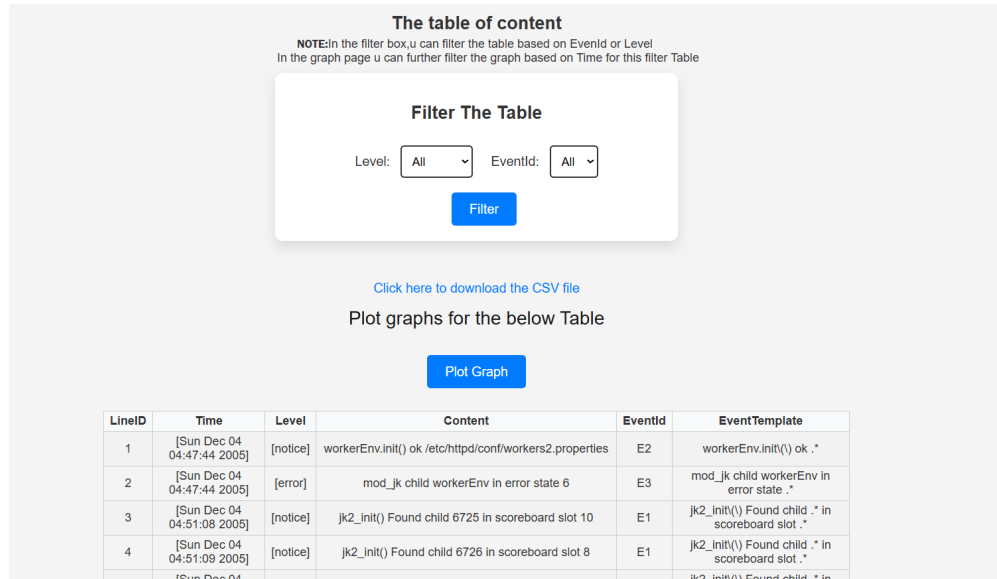 The table of content
NOTE:In the filter box,u can filter the table based on EvenId or Level
In the graph page u can further filter the graph based on Time for this filter Table
Filter The Table
Level: All EventId: All
Filter
Click here to download the CSV file
Plot graphs for the below Table
Plot Graph
LineID Time Level Content EventId EventTemplate
1 [Sun Dec 04 04:47:44 2005] [notice] workerEnv.init() ok /etc/httpd/conf/workers2.properties E2 workerEnv.init\(\) ok .*
2 [Sun Dec 04 04:47:44 2005] [error] mod_jk child workerEnv in error state 6 E3 mod_jk child workerEnv in error state .*
3 [Sun Dec 04 04:51:08 2005] [notice] jk2_init() Found child 6725 in scoreboard slot 10 E1 jk2_init\(\) Found child .* in scoreboard slot .*
4 [Sun Dec 04 04:51:09 2005] [notice] jk2_init() Found child 6726 in scoreboard slot 8 E1 jk2_init\(\) Found child .* in scoreboard slot .*
[Sun Dec 04 jk2_init\(\) Found child .* in